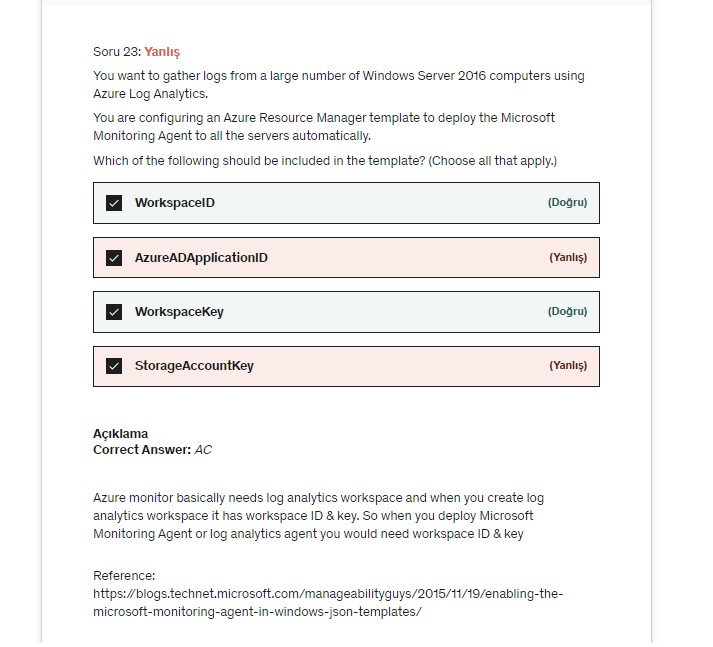 Soru 23: Yanlış
You want to gather logs from a large number of Windows Server 2016 computers using
Azure Log Analytics.
You are configuring an Azure Resource Manager template to deploy the Microsoft
Monitoring Agent to all the servers automatically.
Which of the following should be included in the template? (Choose all that apply.)
WorkspaceID (Doğru)
AzureADApplicationID (Yanlış)
WorkspaceKey (Doğru)
StorageAccountKey (Yanlış)
Açıklama
Correct Answer: AC
Azure monitor basically needs log analytics workspace and when you create log
analytics workspace it has workspace ID & key. So when you deploy Microsoft
Monitoring Agent or log analytics agent you would need workspace ID & key
Reference:
https://blogs.technet.microsoft.com/manageabilityguys/2015/11/19/enabling-the-
microsoft-monitoring-agent-in-windows-json-templates/